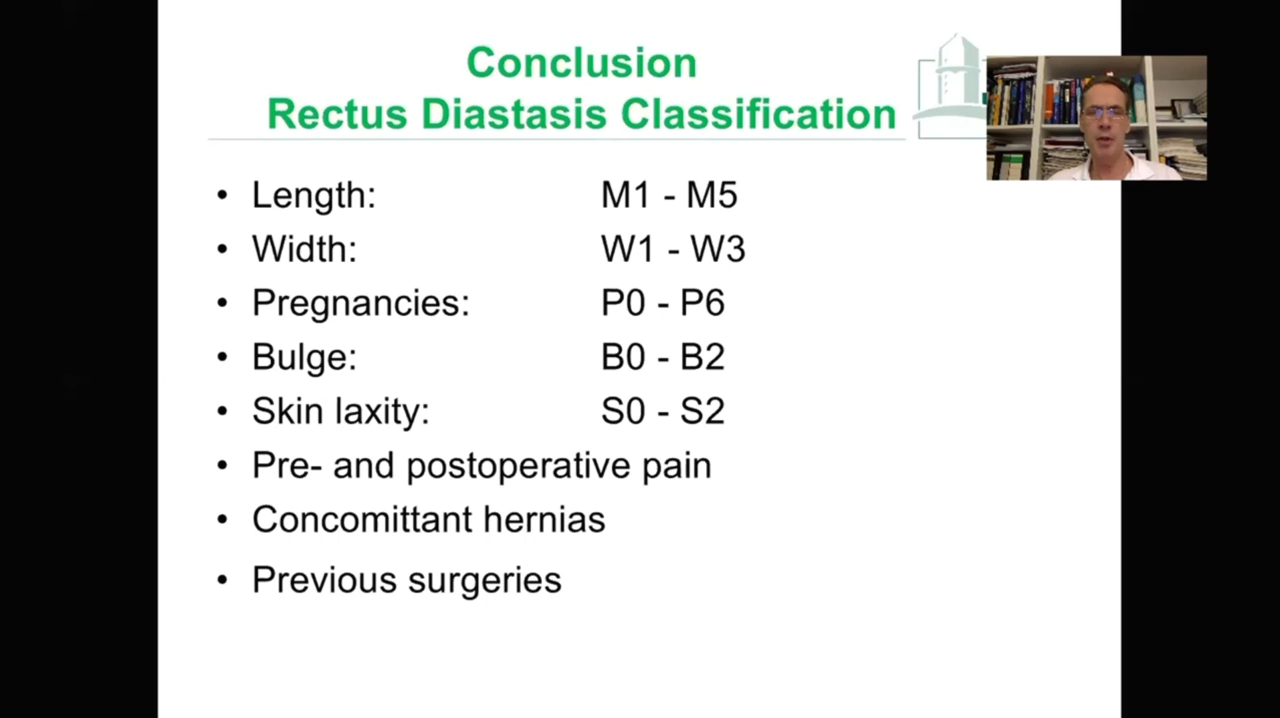 Conclusion
Rectus Diastasis Classification
• Length: M1 - M5
• Width: W1 - W3
• Pregnancies: P0 - P6
• Bulge: B0 - B2
• Skin laxity: S0 - S2
• Pre- and postoperative pain
• Concomittant hernias
• Previous surgeries